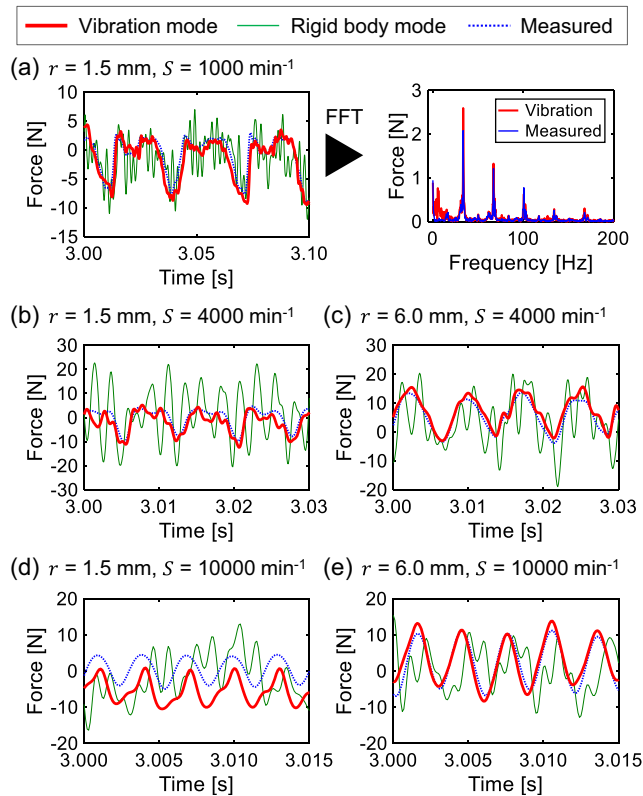 Vibration mode Rigid body mode Measured
(a) r = 1.5 mm, S = 1000 min-1
10
5
0
-5
-10
-15
Force [N]
3.00 3.05 3.10
Time [s]
FFT
3
2
1
0
Force [N]
Vibration
Measured
0 100 200
Frequency [Hz]
(b) r = 1.5 mm, S = 4000 min-1
30
20
10
0
-10
-20
-30
Force [N]
3.00 3.01 3.02 3.03
Time [s]
(c) r = 6.0 mm, S = 4000 min-1
30
20
10
0
-10
-20
Force [N]
3.00 3.01 3.02 3.03
Time [s]
(d) r = 1.5 mm, S = 10000 min-1
20
10
0
-10
-20
Force [N]
3.000 3.005 3.010 3.015
Time [s]
(e) r = 6.0 mm, S = 10000 min-1
20
10
0
-10
-20
Force [N]
3.000 3.005 3.010 3.015
Time [s]